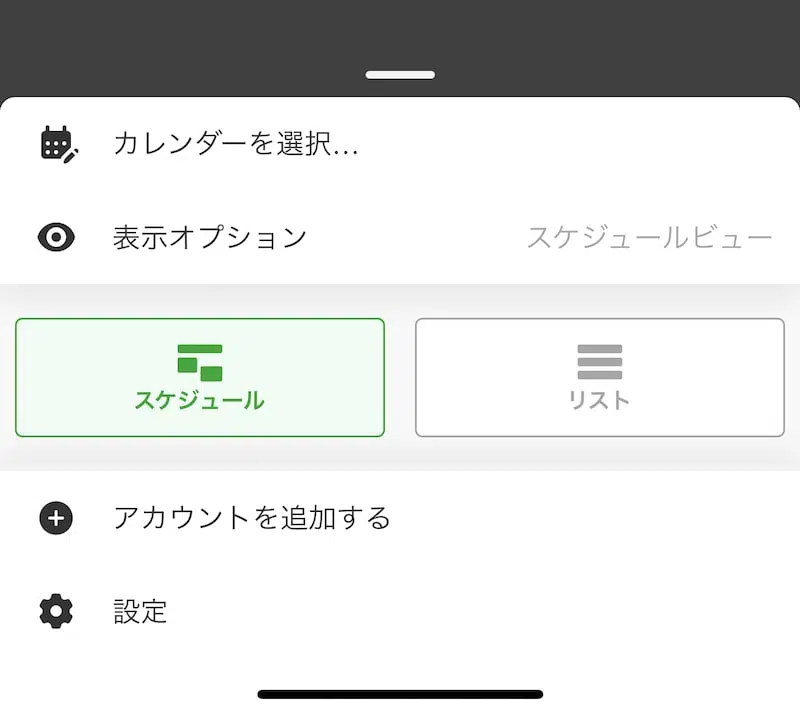 カレンダーを選択...
表示オプション
スケジュールビュー
スケジュール
リスト
アカウントを追加する
設定